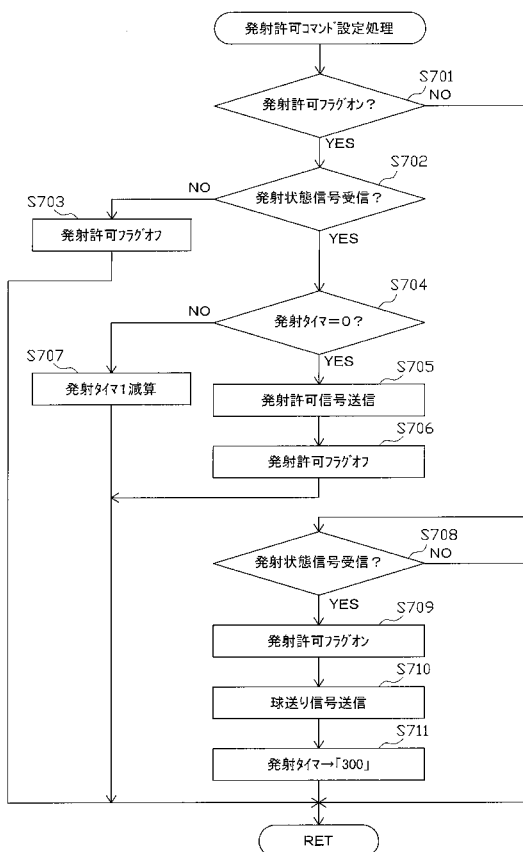 発射許可コマンド設定処理
S701
発射許可フラグオン?
NO
YES
S702
発射状態信号受信?
NO
YES
S703
発射許可フラグオフ
S704
発射タイマ=0?
NO
YES
S707
発射タイマ1減算
S705
発射許可信号送信
S706
発射許可フラグオフ
S708
発射状態信号受信?
NO
YES
S709
発射許可フラグオン
S710
球送り信号送信
S711
発射タイマ→「300」
RET